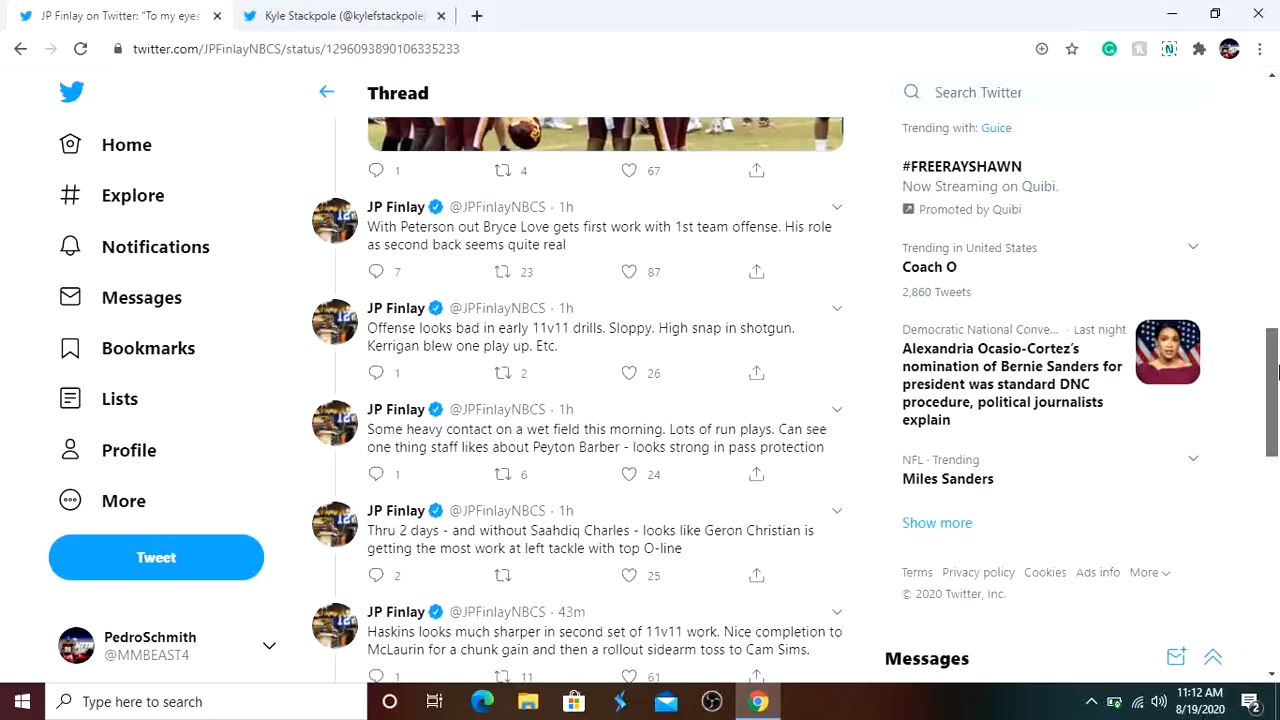 JP Finlay on Twitter: "To my eyes
Kyle Stackpole (@kylefstackpole)
twitter.com/JPFinlayNBCS/status/1296093890106335233
Thread
Search Twitter
Home
Explore
Notifications
Messages
Bookmarks
Lists
Profile
More
Tweet
PedroSchmith
@MMBEAST4
1 4 67
JP Finlay @JPFinlayNBCS · 1h
With Peterson out Bryce Love gets first work with 1st team offense. His role
as second back seems quite real
7 23 87
JP Finlay @JPFinlayNBCS · 1h
Offense looks bad in early 11v11 drills. Sloppy. High snap in shotgun.
Kerrigan blew one play up. Etc.
1 2 26
JP Finlay @JPFinlayNBCS · 1h
Some heavy contact on a wet field this morning. Lots of run plays. Can see
one thing staff likes about Peyton Barber - looks strong in pass protection
1 6 24
JP Finlay @JPFinlayNBCS · 1h
Thru 2 days - and without Saahdiq Charles - looks like Geron Christian is
getting the most work at left tackle with top O-line
2 25
JP Finlay @JPFinlayNBCS · 43m
Haskins looks much sharper in second set of 11v11 work. Nice completion to
McLaurin for a chunk gain and then a rollout sidearm toss to Cam Sims.
1 11 61
Trending with: Guice
#FREERAYSHAWN
Now Streaming on Quibi.
Promoted by Quibi
Trending in United States
Coach O
2,860 Tweets
Democratic National Conve... · Last night
Alexandria Ocasio-Cortez's
nomination of Bernie Sanders for
president was standard DNC
procedure, political journalists
explain
NFL · Trending
Miles Sanders
Show more
Terms Privacy policy Cookies Ads info More
© 2020 Twitter, Inc.
Messages
Type here to search
11:12 AM
8/19/2020
2